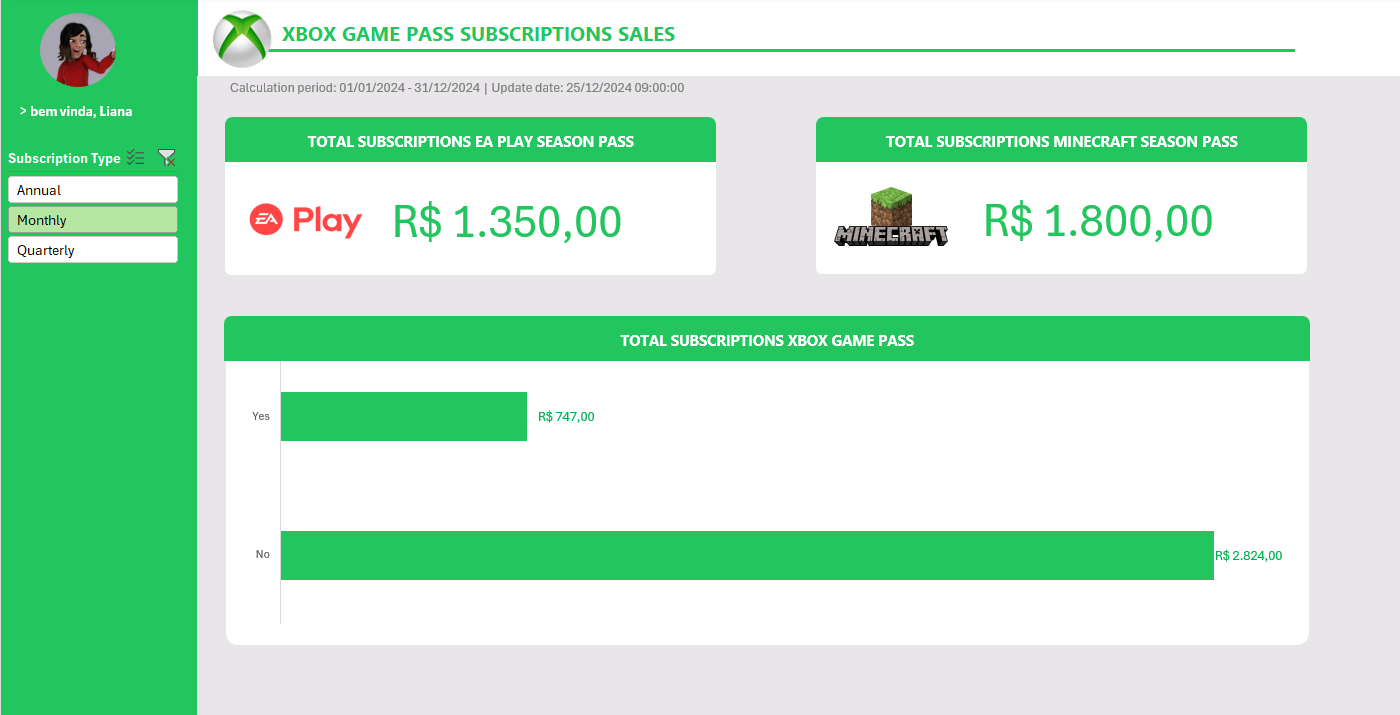 XBOX GAME PASS SUBSCRIPTIONS SALES
Calculation period: 01/01/2024 - 31/12/2024 | Update date: 25/12/2024 09:00:00
> bem vinda, Liana
Subscription Type
Annual
Monthly
Quarterly
TOTAL SUBSCRIPTIONS EA PLAY SEASON PASS
EA Play
R$ 1.350,00
TOTAL SUBSCRIPTIONS MINECRAFT SEASON PASS
MINECRAFT
R$ 1.800,00
TOTAL SUBSCRIPTIONS XBOX GAME PASS
Yes
R$ 747,00
No
R$ 2.824,00